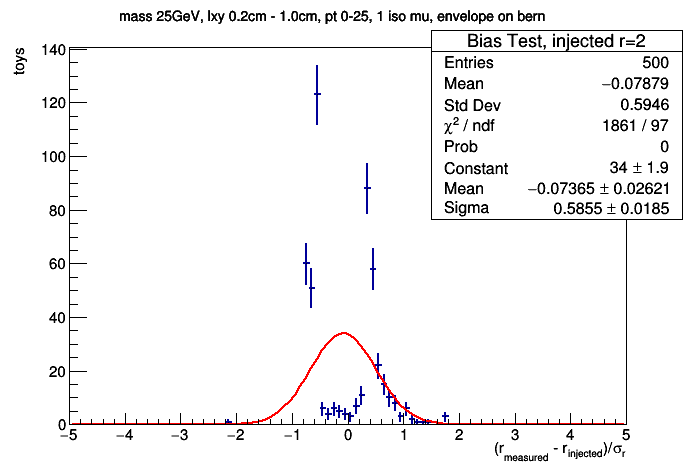 mass 25GeV, lxy 0.2cm - 1.0cm, pt 0-25, 1 iso mu, envelope on bern
Bias Test, injected r=2
Entries 500
Mean −0.07879
Std Dev 0.5946
χ² / ndf 1861 / 97
Prob 0
Constant 34 ± 1.9
Mean −0.07365 ± 0.02621
Sigma 0.5855 ± 0.0185
toys
140
120
100
80
60
40
20
0
−5 −4 −3 −2 −1 0 1 2 3 4 5
(r_measured - r_injected)/σ_r